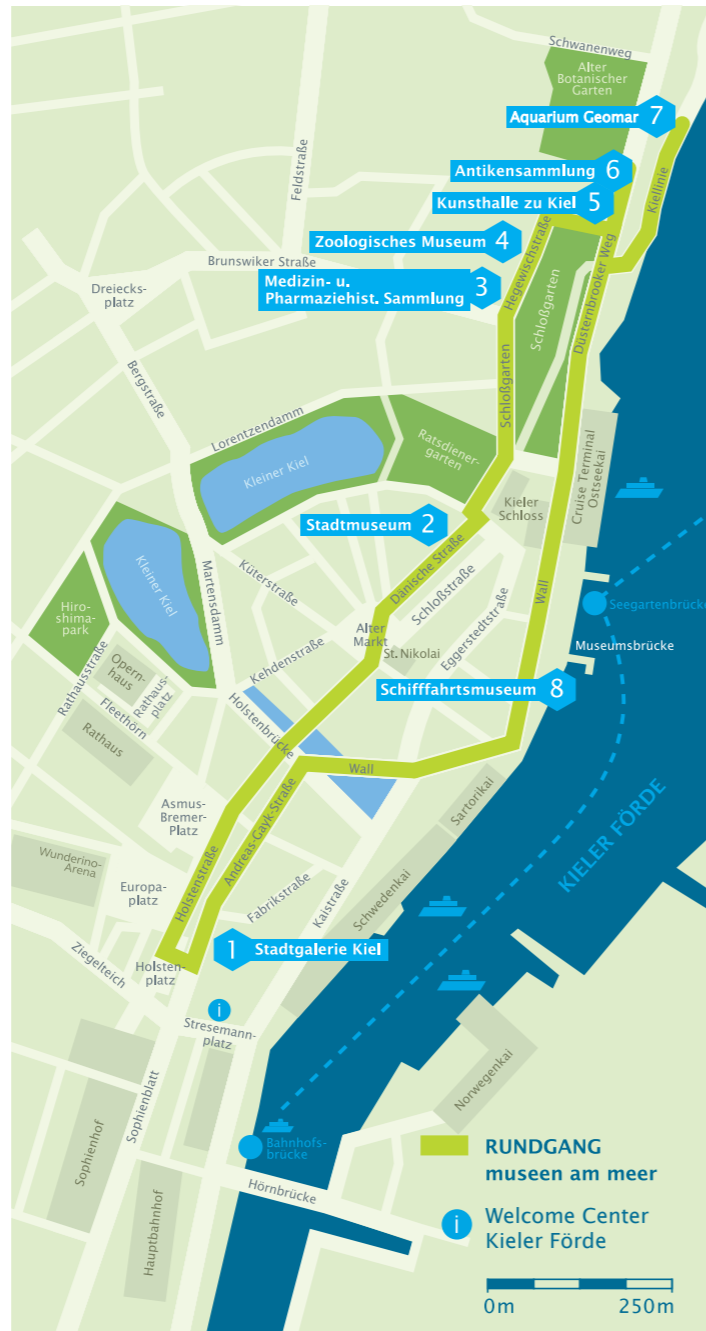 Schwanenweg
Alter
Botanischer
Garten
Aquarium Geomar 7
Antikensammlung 6
Kunsthalle zu Kiel 5
Zoologisches Museum 4
Medizin- u.
Pharmaziehist. Sammlung 3
Feldstraße
Brunswiker Straße
Hegewischstraße
Kiellinie
Düsternbrooker Weg
Schloßgarten
Schloßgarten
Dreiecks-
platz
Bergstraße
Lorentzendamm
Kleiner Kiel
Ratsdiener-
garten
Stadtmuseum 2
Kieler
Schloss
Cruise Terminal
Ostseekai
Dänische Straße
Schloßstraße
Eggerstedtstraße
Wall
Seegartenbrücke
Museumsbrücke
Kleiner Kiel
Martensdamm
Küterstraße
Hiro-
shima-
park
Alter
Markt
St. Nikolai
Kehdenstraße
Schifffahrtsmuseum 8
Rathausstraße
Opern-
haus
Rathaus-
platz
Fleethörn
Rathaus
Holstenbrücke
Wall
Asmus-
Bremer-
Platz
Andreas-Gayk-Straße
Sartorikai
KIELER FÖRDE
Wunderino-
Arena
Europa-
platz
Holstenstraße
Fabrikstraße
Kaistraße
Schwedenkai
Ziegelteich
Holsten-
platz
1 Stadtgalerie Kiel
i
Stresemann-
platz
Norwegenkai
Sophienblatt
Sophienhof
Bahnhofs-
brücke
Hörnbrücke
Hauptbahnhof
RUNDGANG
museen am meer
i Welcome Center
Kieler Förde
0m 250m